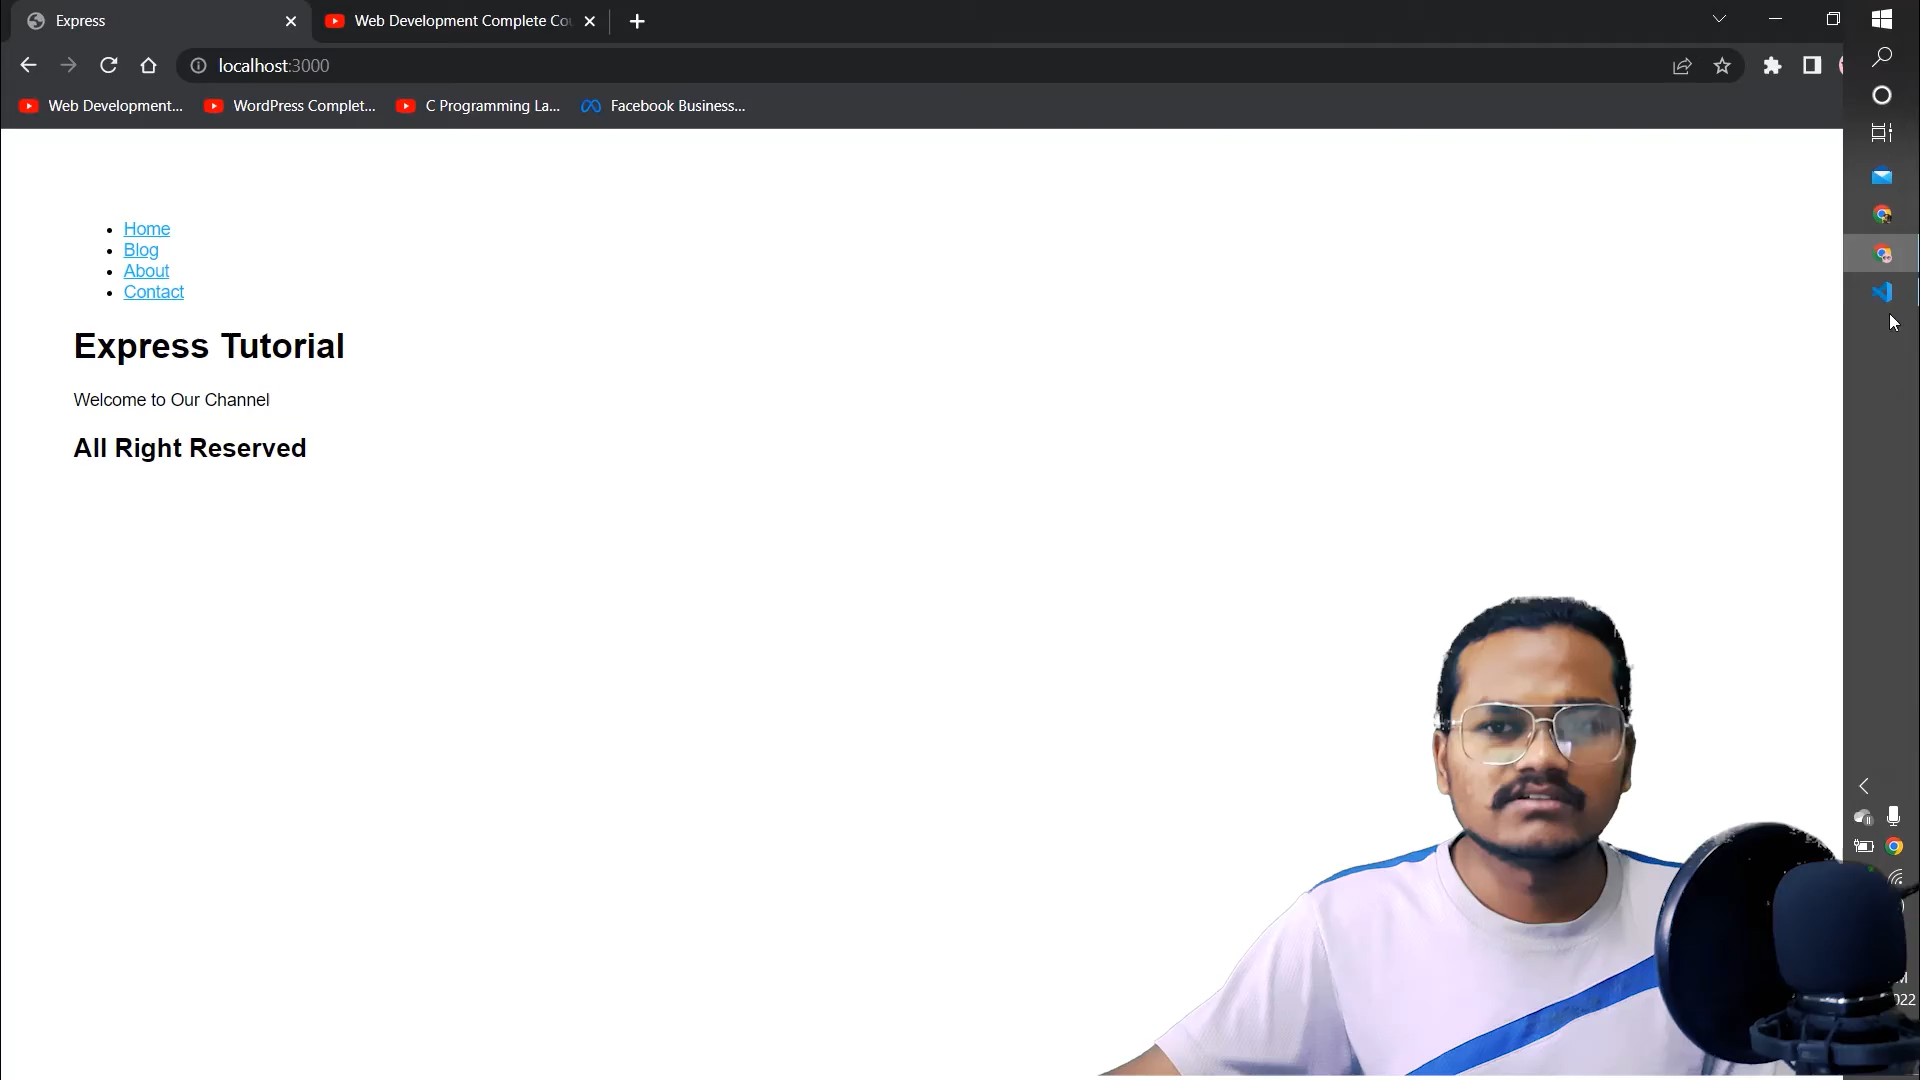 Express
Web Development Complete Co
localhost:3000
Web Development...
WordPress Complet...
C Programming La...
Facebook Business...
Home
Blog
About
Contact
Express Tutorial
Welcome to Our Channel
All Right Reserved
022